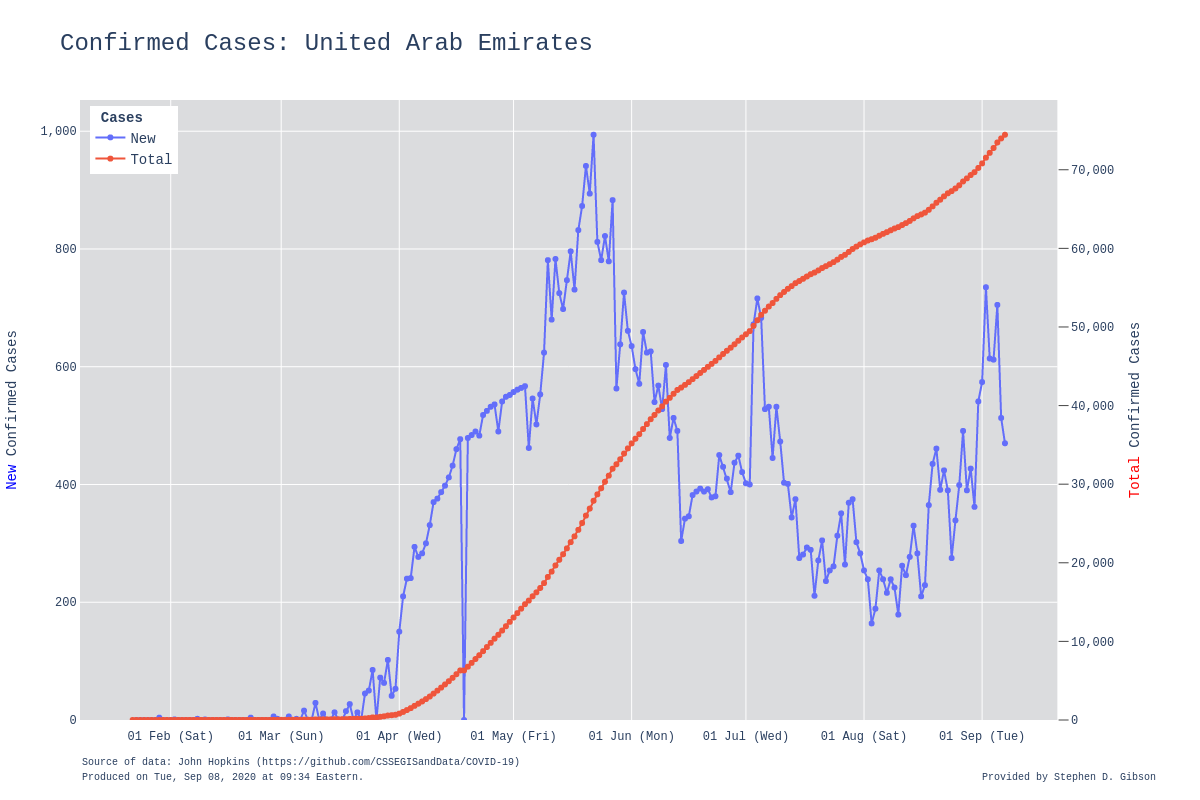 Confirmed Cases: United Arab Emirates
Cases
New
Total
1,000
800
600
400
200
0
New Confirmed Cases
70,000
60,000
50,000
40,000
30,000
20,000
10,000
0
Total Confirmed Cases
01 Feb (Sat) 01 Mar (Sun) 01 Apr (Wed) 01 May (Fri) 01 Jun (Mon) 01 Jul (Wed) 01 Aug (Sat) 01 Sep (Tue)
Source of data: John Hopkins (https://github.com/CSSEGISandData/COVID-19)
Produced on Tue, Sep 08, 2020 at 09:34 Eastern.
Provided by Stephen D. Gibson